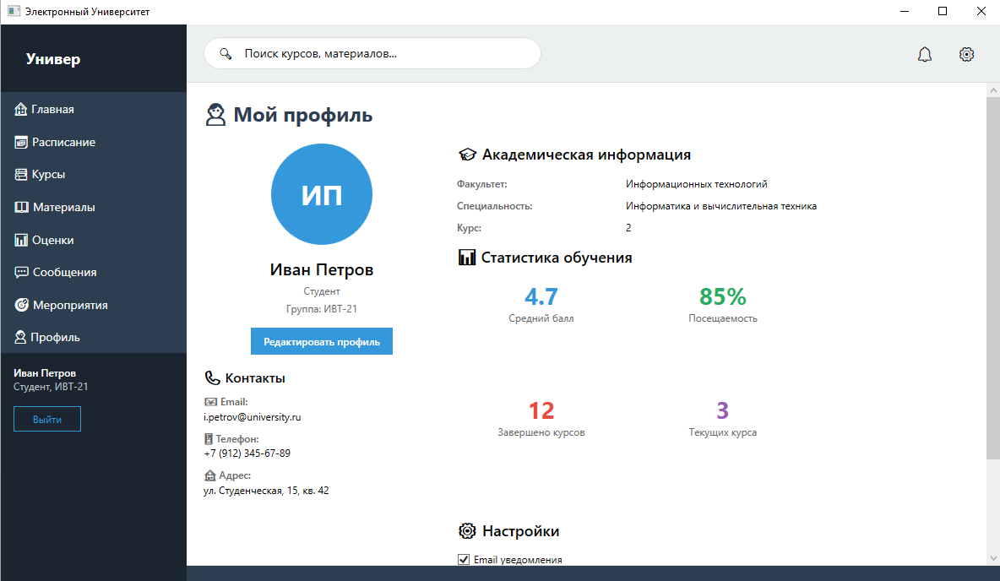 Электронный Университет
Универ
Поиск курсов, материалов...
Главная
Расписание
Курсы
Материалы
Оценки
Сообщения
Мероприятия
Профиль
Иван Петров
Студент, ИВТ-21
Выйти
Мой профиль
ИП
Иван Петров
Студент
Группа: ИВТ-21
Редактировать профиль
Контакты
Email:
i.petrov@university.ru
Телефон:
+7 (912) 345-67-89
Адрес:
ул. Студенческая, 15, кв. 42
Академическая информация
Факультет: Информационных технологий
Специальность: Информатика и вычислительная техника
Курс: 2
Статистика обучения
4.7
Средний балл
85%
Посещаемость
12
Завершено курсов
3
Текущих курса
Настройки
Email уведомления